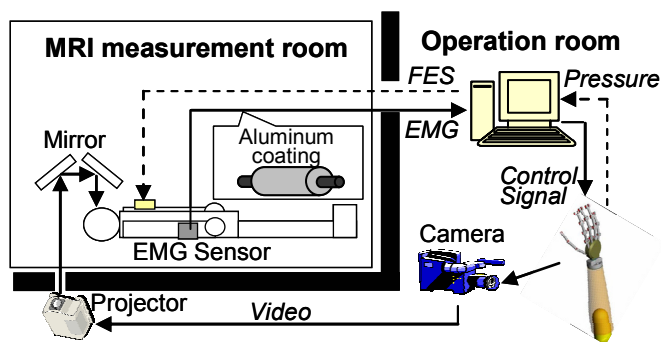 MRI measurement room
Operation room
FES
Pressure
EMG
Mirror
Aluminum
coating
Control
Signal
EMG Sensor
Camera
Projector
Video